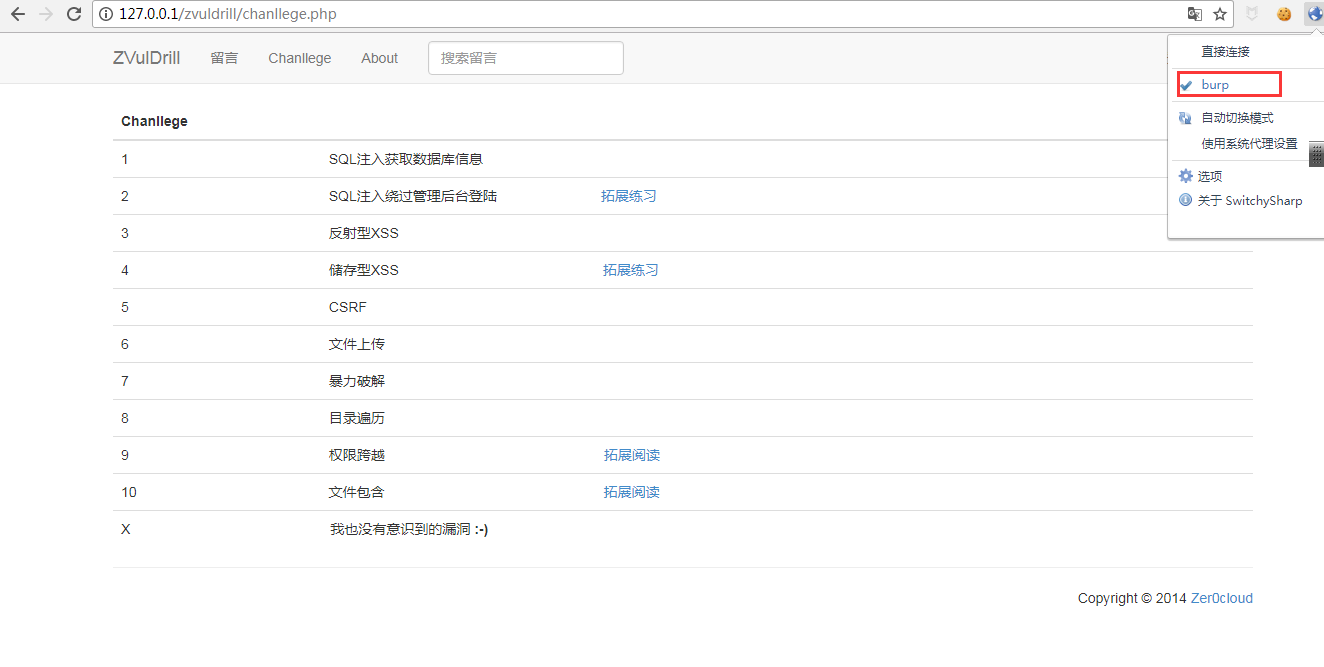 127.0.0.1/zvuldrill/chanllege.php
ZVulDrill 留言 Chanllege About 搜索留言
直接连接
burp
自动切换模式
使用系统代理设置
选项
关于 SwitchySharp
Chanllege
1 SQL注入获取数据库信息
2 SQL注入绕过管理后台登陆 拓展练习
3 反射型XSS
4 储存型XSS 拓展练习
5 CSRF
6 文件上传
7 暴力破解
8 目录遍历
9 权限跨越 拓展阅读
10 文件包含 拓展阅读
X 我也没有意识到的漏洞 :-)
Copyright © 2014 Zer0cloud